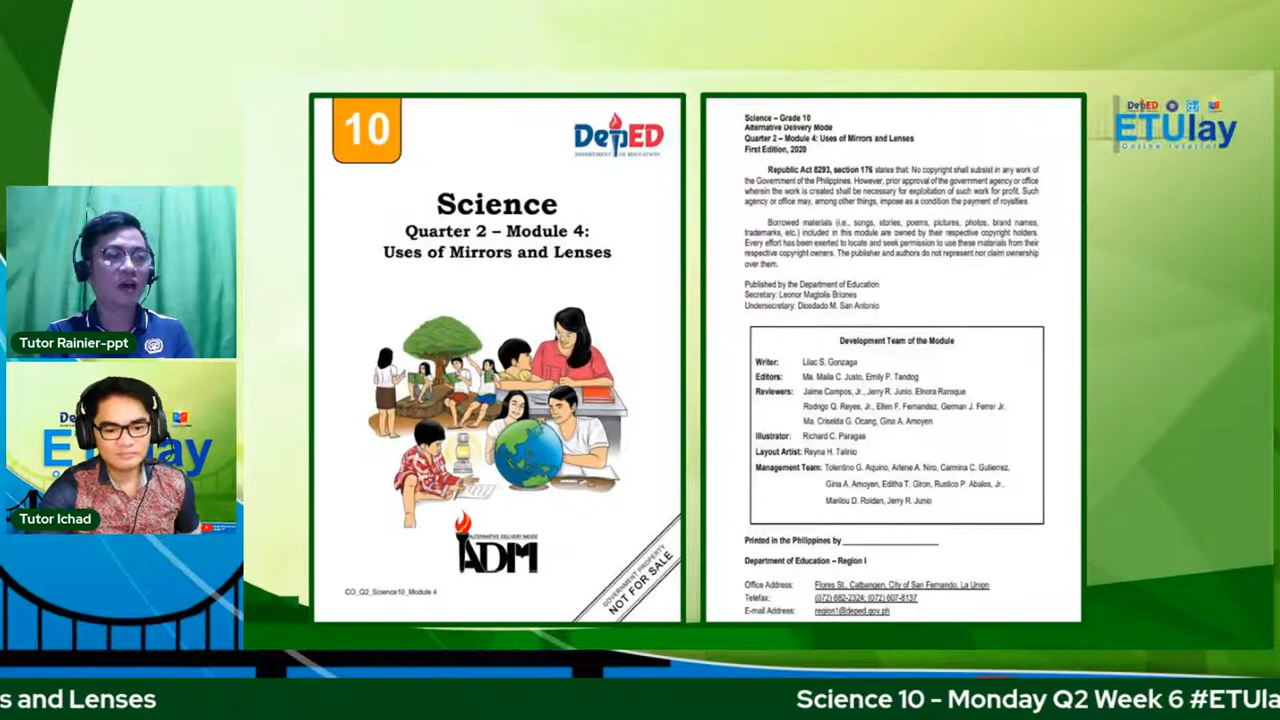 10
DepED
DEPARTMENT OF EDUCATION
Science
Quarter 2 – Module 4:
Uses of Mirrors and Lenses
ALTERNATIVE DELIVERY MODE
ADM
CO_Q2_Science10_Module 4
GOVERNMENT PROPERTY
NOT FOR SALE
Science – Grade 10
Alternative Delivery Mode
Quarter 2 – Module 4: Uses of Mirrors and Lenses
First Edition, 2020
Republic Act 8293, section 176 states that: No copyright shall subsist in any work of
the Government of the Philippines. However, prior approval of the government agency or office
wherein the work is created shall be necessary for exploitation of such work for profit. Such
agency or office may, among other things, impose as a condition the payment of royalties.
Borrowed materials (i.e., songs, stories, poems, pictures, photos, brand names,
trademarks, etc.) included in this module are owned by their respective copyright holders.
Every effort has been exerted to locate and seek permission to use these materials from their
respective copyright owners. The publisher and authors do not represent nor claim ownership
over them.
Published by the Department of Education
Secretary: Leonor Magtolis Briones
Undersecretary: Diosdado M. San Antonio
Development Team of the Module
Writer: Lilac S. Gonzaga
Editors: Ma. Maila C. Justo, Emily P. Tandog
Reviewers: Jaime Campos, Jr., Jerry R. Junio. Elnora Raroque
Rodrigo Q. Reyes, Jr., Ellen F. Fernandez, German J. Ferrer Jr.
Ma. Criselda G. Ocang, Gina A. Amoyen
Illustrator: Richard C. Paragas
Layout Artist: Reyna H. Talinio
Management Team: Tolentino G. Aquino, Arlene A. Niro, Carmina C. Gutierrez,
Gina A. Amoyen, Editha T. Giron, Rustico P. Abalos, Jr.,
Marilou D. Roldan, Jerry R. Junio
Printed in the Philippines by ____________________
Department of Education – Region I
Office Address: Flores St., Catbangen, City of San Fernando, La Union
Telefax: (072) 682-2324; (072) 607-8137
E-mail Address: region1@deped.gov.ph
DepED
ETUlay
Online Tutorial
Tutor Rainier-ppt
Tutor Ichad
s and Lenses
Science 10 - Monday Q2 Week 6 #ETUla